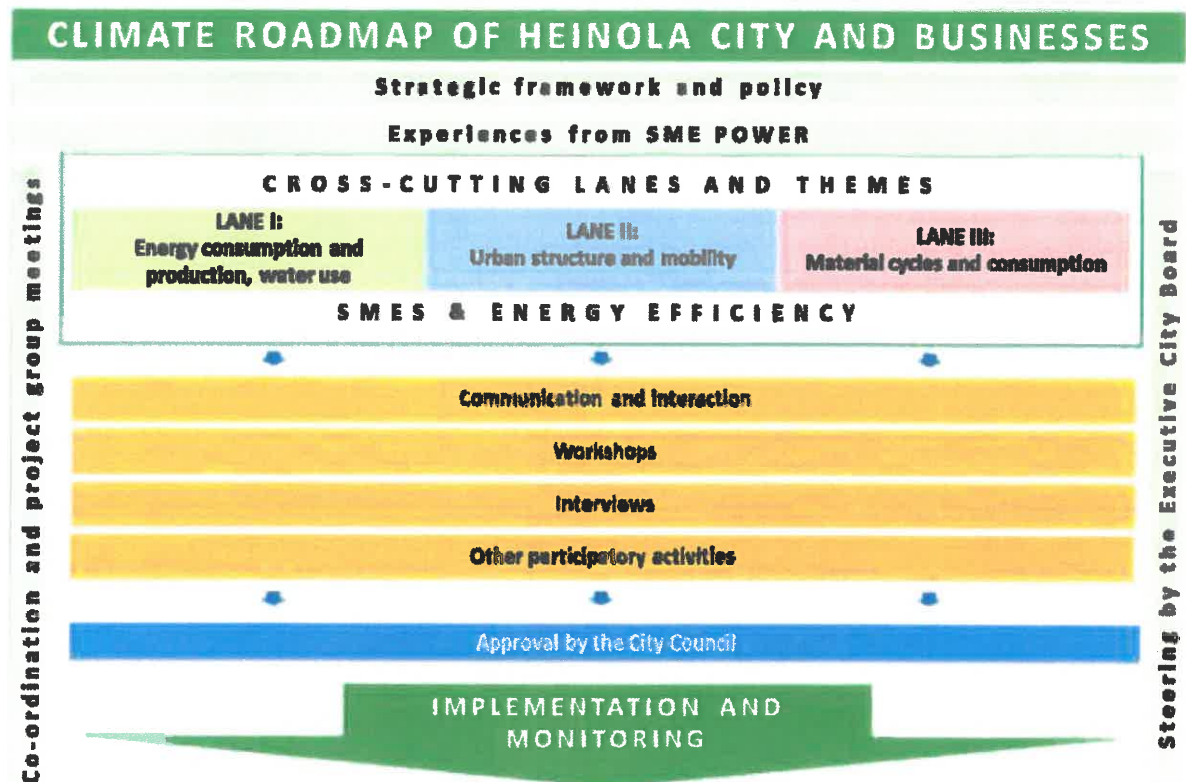 CLIMATE ROADMAP OF HEINOLA CITY AND BUSINESSES
Strategic framework and policy
Experiences from SME POWER
CROSS-CUTTING LANES AND THEMES
LANE I:
Energy consumption and
production, water use
LANE II:
Urban structure and mobility
LANE III:
Material cycles and consumption
SMES & ENERGY EFFICIENCY
Communication and interaction
Workshops
Interviews
Other participatory activities
Approval by the City Council
IMPLEMENTATION AND
MONITORING
Co-ordination and project group meetings
Steering by the Executive City Board